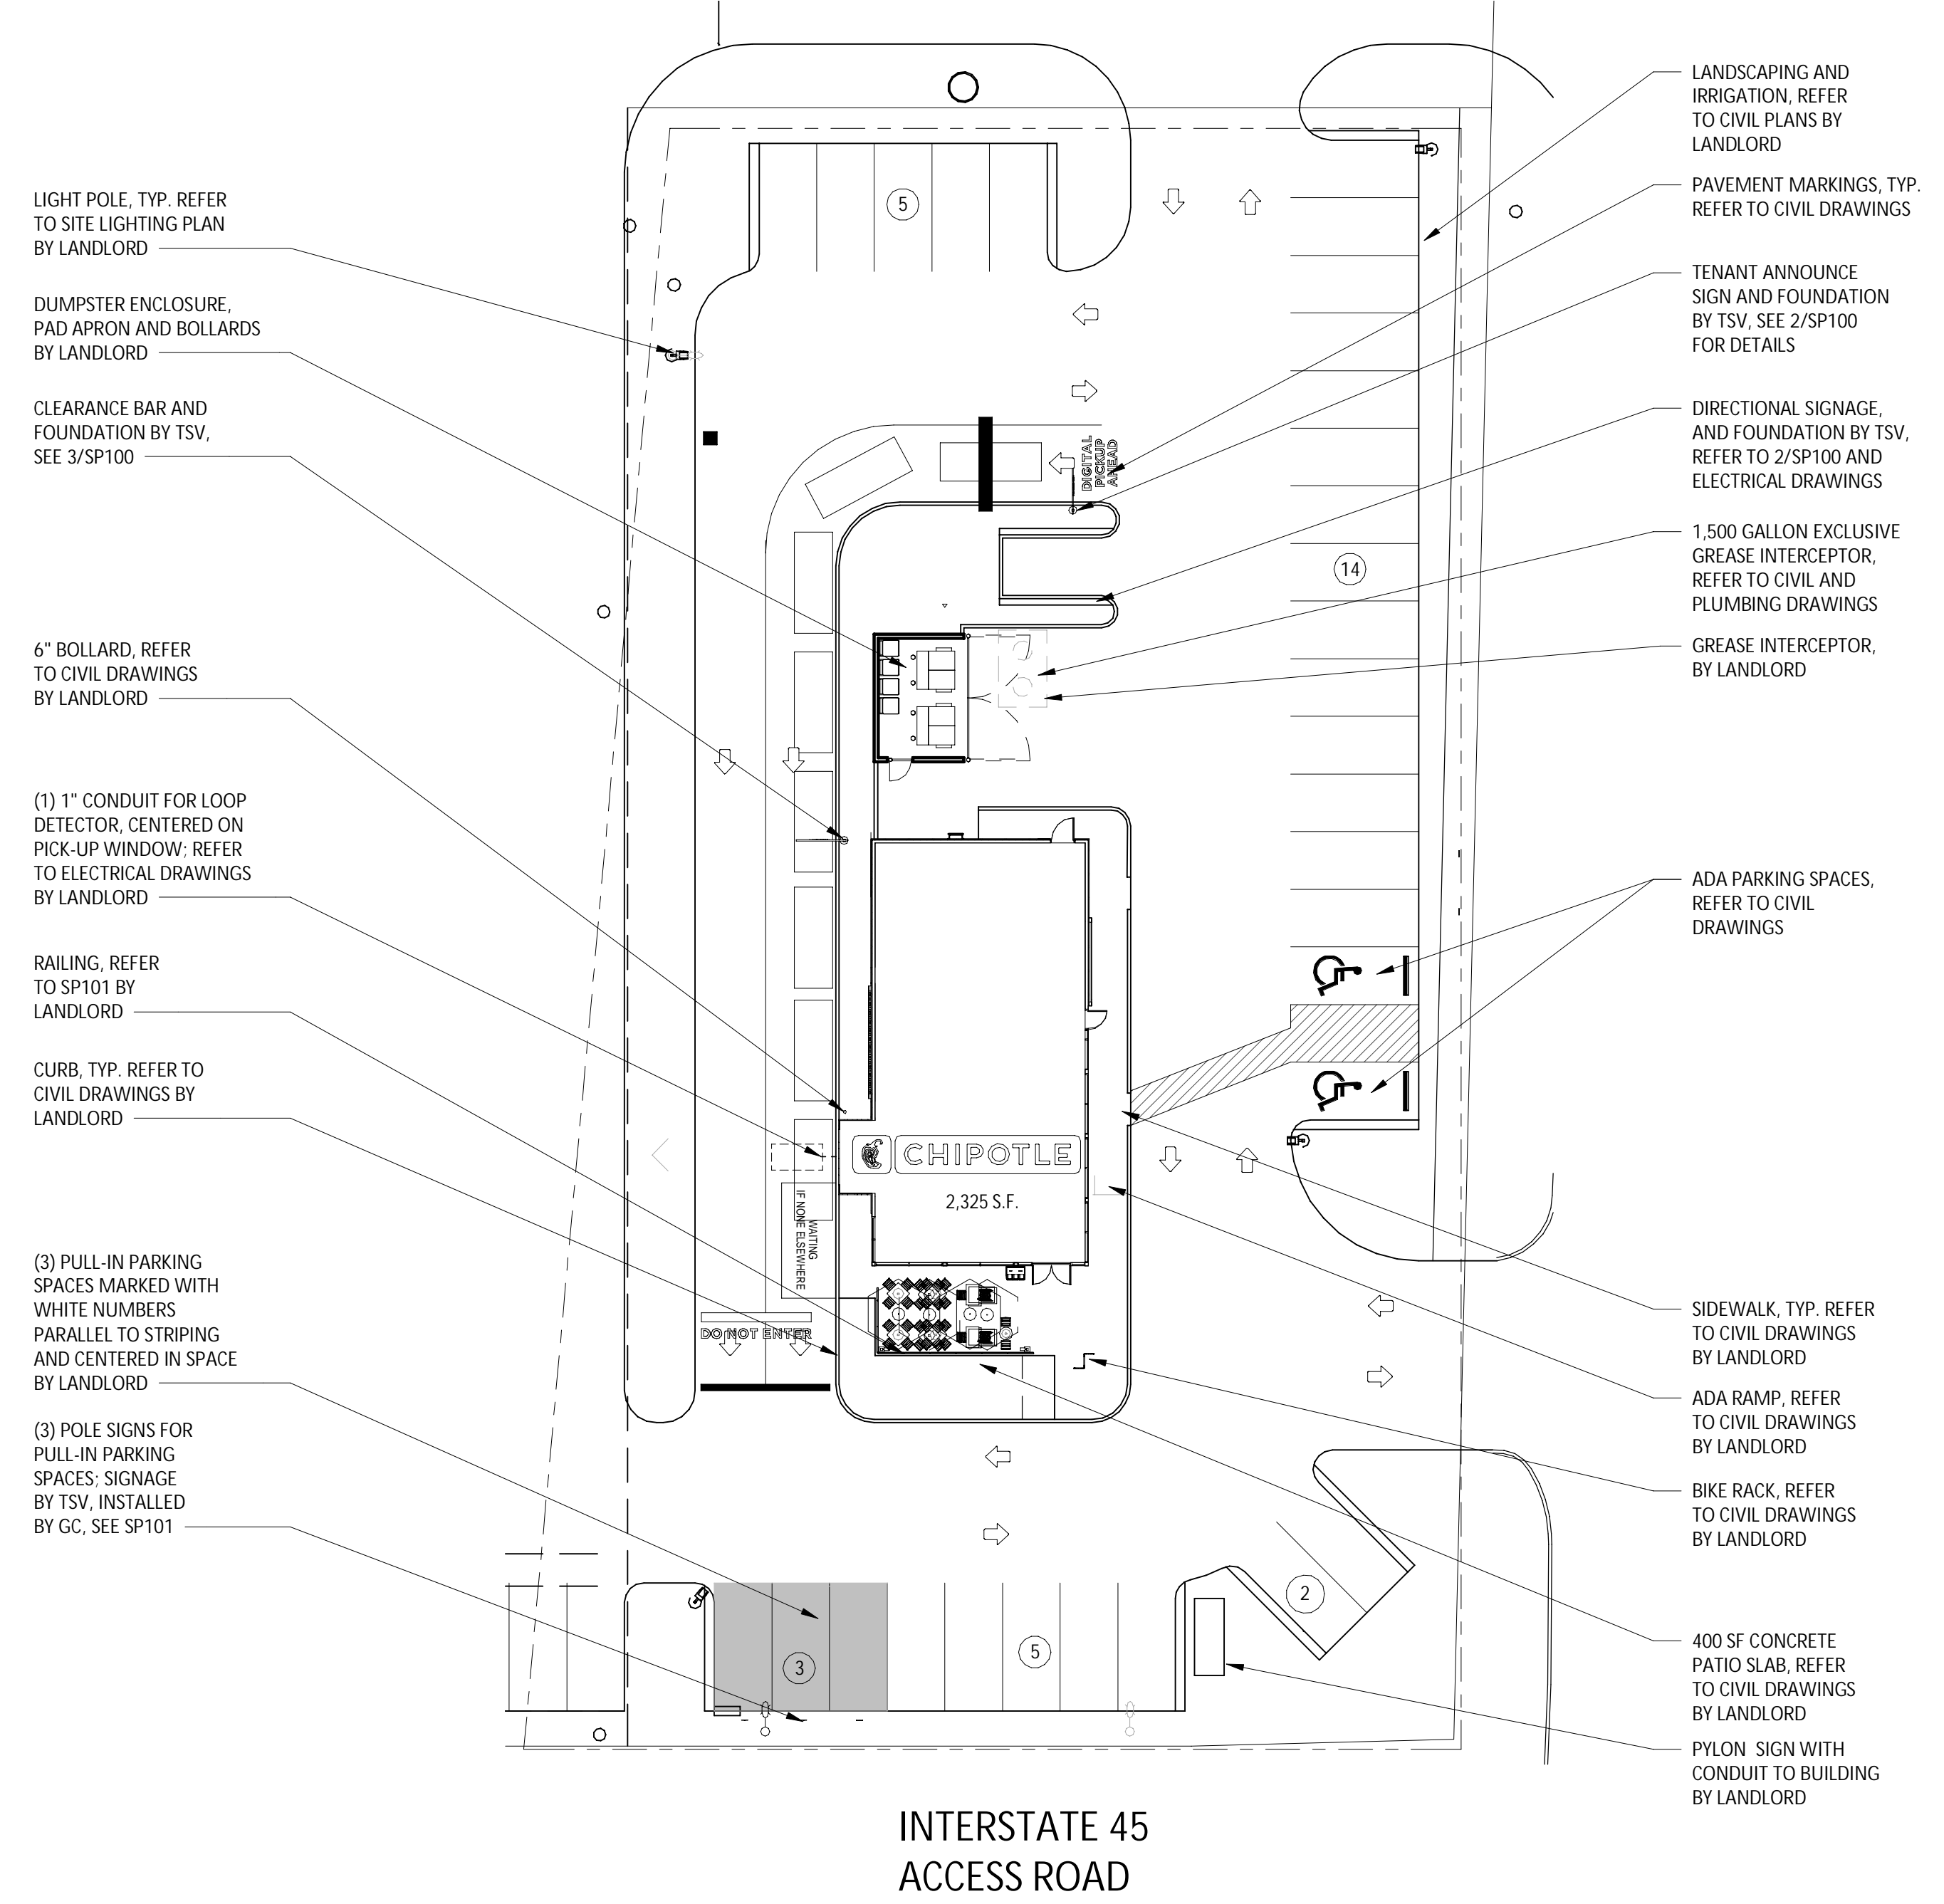 LIGHT POLE, TYP. REFER
TO SITE LIGHTING PLAN
BY LANDLORD
DUMPSTER ENCLOSURE,
PAD APRON AND BOLLARDS
BY LANDLORD
CLEARANCE BAR AND
FOUNDATION BY TSV,
SEE 3/SP100
6" BOLLARD, REFER
TO CIVIL DRAWINGS
BY LANDLORD
(1) 1" CONDUIT FOR LOOP
DETECTOR, CENTERED ON
PICK-UP WINDOW; REFER
TO ELECTRICAL DRAWINGS
BY LANDLORD
RAILING, REFER
TO SP101 BY
LANDLORD
CURB, TYP. REFER TO
CIVIL DRAWINGS BY
LANDLORD
(3) PULL-IN PARKING
SPACES MARKED WITH
WHITE NUMBERS
PARALLEL TO STRIPING
AND CENTERED IN SPACE
BY LANDLORD
(3) POLE SIGNS FOR
PULL-IN PARKING
SPACES; SIGNAGE
BY TSV, INSTALLED
BY GC, SEE SP101
5
DIGITAL
PICKUP
AHEAD
14
CHIPOTLE
2,325 S.F.
WAITING
IF NONE ELSEWHERE
DO NOT ENTER
2
3
5
LANDSCAPING AND
IRRIGATION, REFER
TO CIVIL PLANS BY
LANDLORD
PAVEMENT MARKINGS, TYP.
REFER TO CIVIL DRAWINGS
TENANT ANNOUNCE
SIGN AND FOUNDATION
BY TSV, SEE 2/SP100
FOR DETAILS
DIRECTIONAL SIGNAGE,
AND FOUNDATION BY TSV,
REFER TO 2/SP100 AND
ELECTRICAL DRAWINGS
1,500 GALLON EXCLUSIVE
GREASE INTERCEPTOR,
REFER TO CIVIL AND
PLUMBING DRAWINGS
GREASE INTERCEPTOR,
BY LANDLORD
ADA PARKING SPACES,
REFER TO CIVIL
DRAWINGS
SIDEWALK, TYP. REFER
TO CIVIL DRAWINGS
BY LANDLORD
ADA RAMP, REFER
TO CIVIL DRAWINGS
BY LANDLORD
BIKE RACK, REFER
TO CIVIL DRAWINGS
BY LANDLORD
400 SF CONCRETE
PATIO SLAB, REFER
TO CIVIL DRAWINGS
BY LANDLORD
PYLON SIGN WITH
CONDUIT TO BUILDING
BY LANDLORD
INTERSTATE 45
ACCESS ROAD